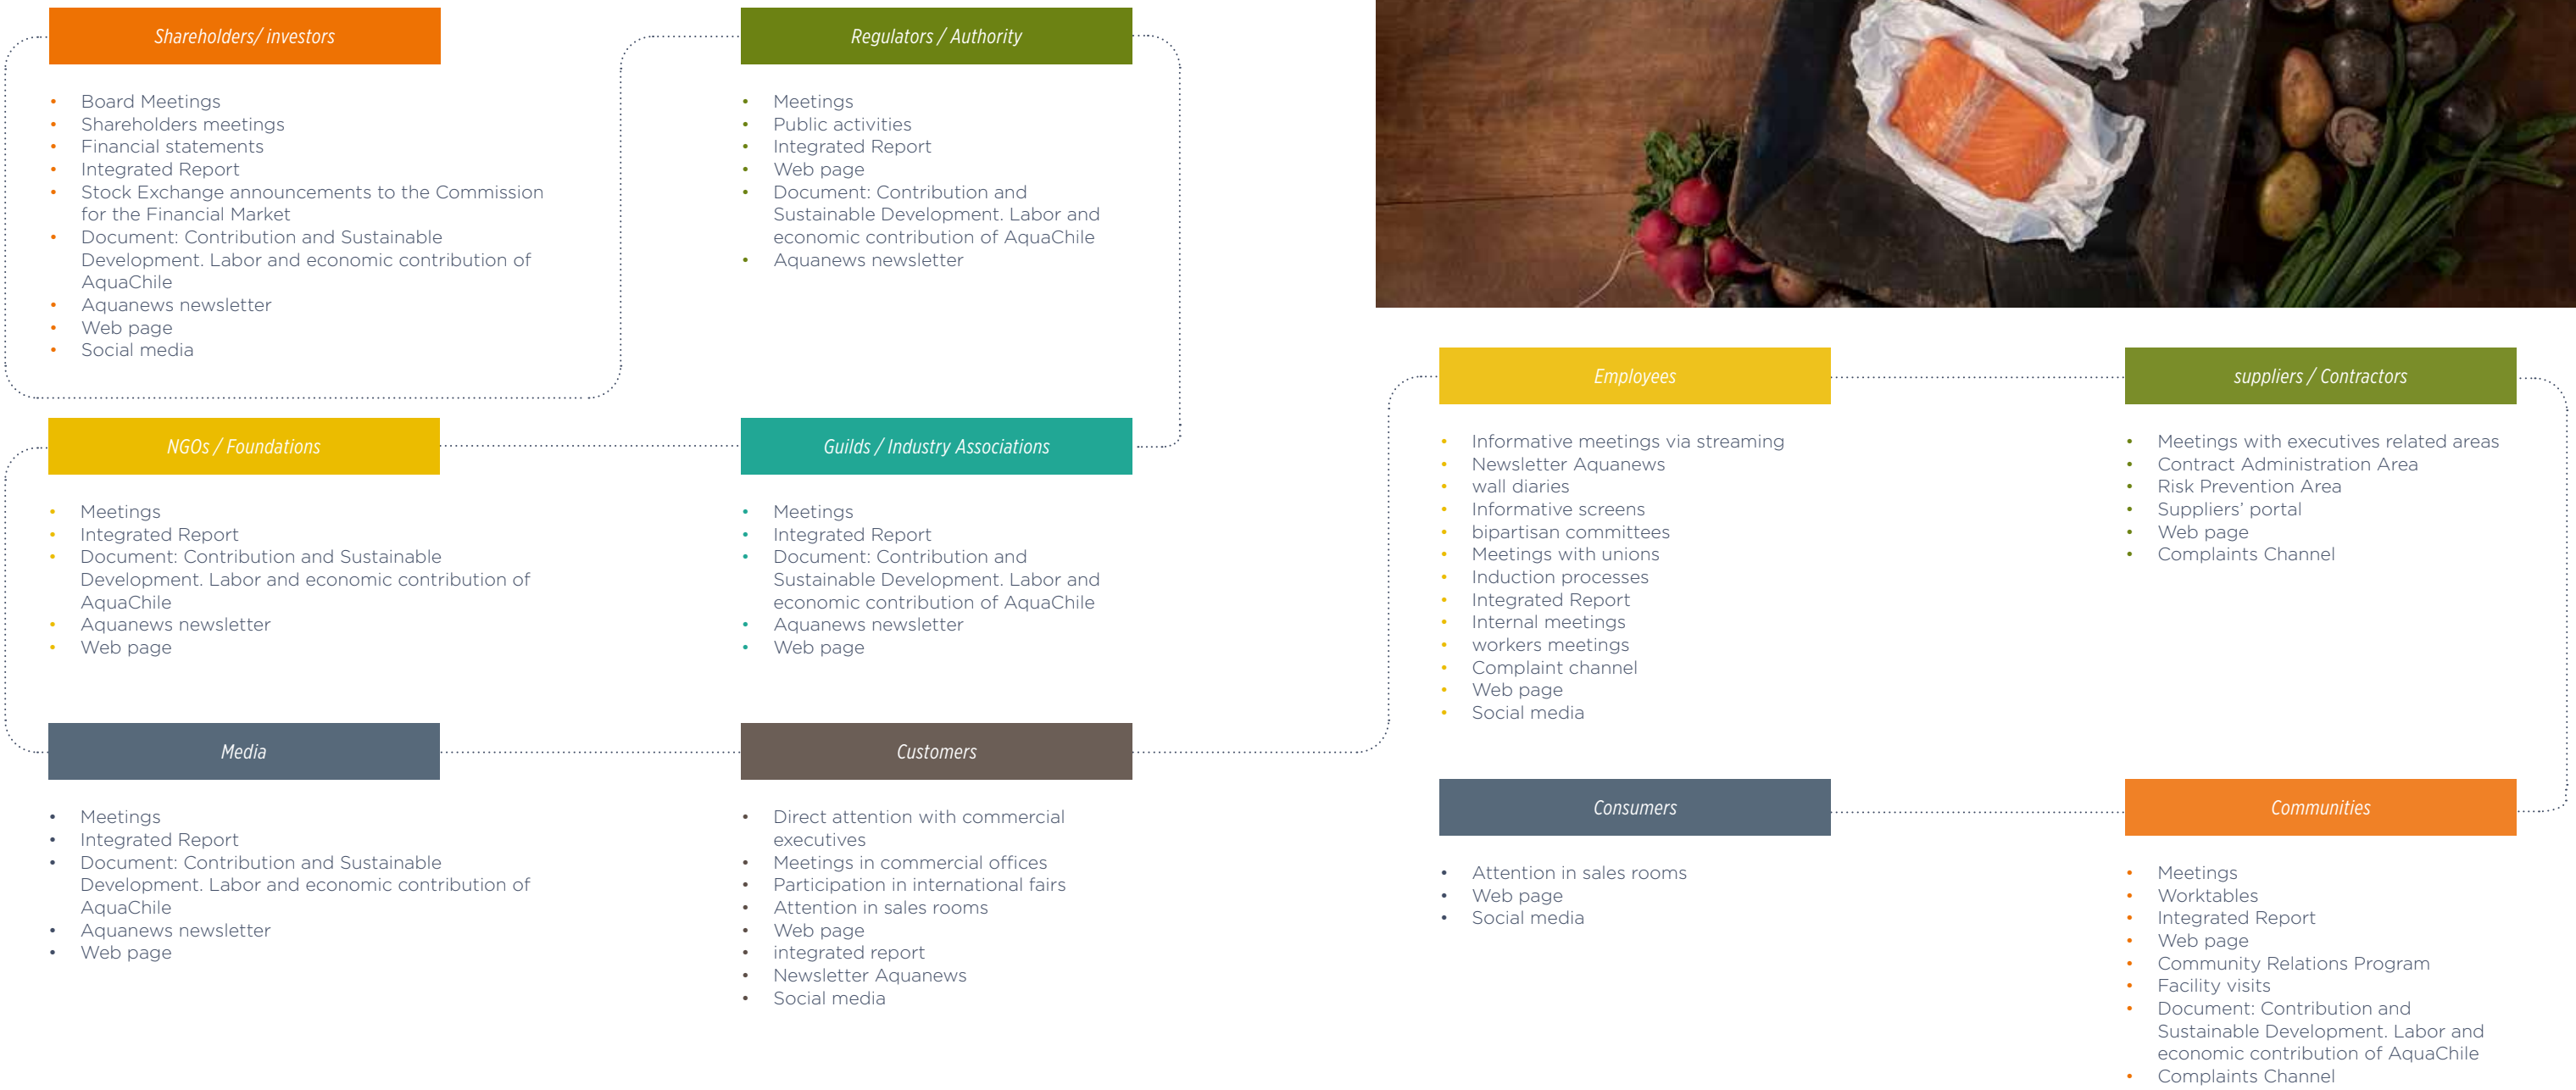 Shareholders/ investors
• Board Meetings
• Shareholders meetings
• Financial statements
• Integrated Report
• Stock Exchange announcements to the Commission
for the Financial Market
• Document: Contribution and Sustainable
Development. Labor and economic contribution of
AquaChile
• Aquanews newsletter
• Web page
• Social media
Regulators / Authority
• Meetings
• Public activities
• Integrated Report
• Web page
• Document: Contribution and
Sustainable Development. Labor and
economic contribution of AquaChile
• Aquanews newsletter
NGOs / Foundations
• Meetings
• Integrated Report
• Document: Contribution and Sustainable
Development. Labor and economic contribution of
AquaChile
• Aquanews newsletter
• Web page
Guilds / Industry Associations
• Meetings
• Integrated Report
• Document: Contribution and
Sustainable Development. Labor and
economic contribution of AquaChile
• Aquanews newsletter
• Web page
Media
• Meetings
• Integrated Report
• Document: Contribution and Sustainable
Development. Labor and economic contribution of
AquaChile
• Aquanews newsletter
• Web page
Customers
• Direct attention with commercial
executives
• Meetings in commercial offices
• Participation in international fairs
• Attention in sales rooms
• Web page
• integrated report
• Newsletter Aquanews
• Social media
Employees
• Informative meetings via streaming
• Newsletter Aquanews
• wall diaries
• Informative screens
• bipartisan committees
• Meetings with unions
• Induction processes
• Integrated Report
• Internal meetings
• workers meetings
• Complaint channel
• Web page
• Social media
suppliers / Contractors
• Meetings with executives related areas
• Contract Administration Area
• Risk Prevention Area
• Suppliers' portal
• Web page
• Complaints Channel
Consumers
• Attention in sales rooms
• Web page
• Social media
Communities
• Meetings
• Worktables
• Integrated Report
• Web page
• Community Relations Program
• Facility visits
• Document: Contribution and
Sustainable Development. Labor and
economic contribution of AquaChile
• Complaints Channel